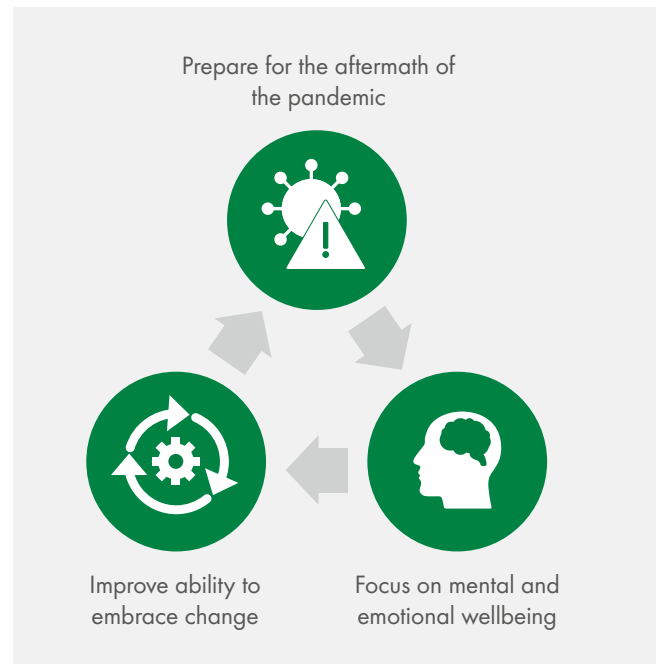 Prepare for the aftermath of
the pandemic
!
Improve ability to
embrace change
Focus on mental and
emotional wellbeing